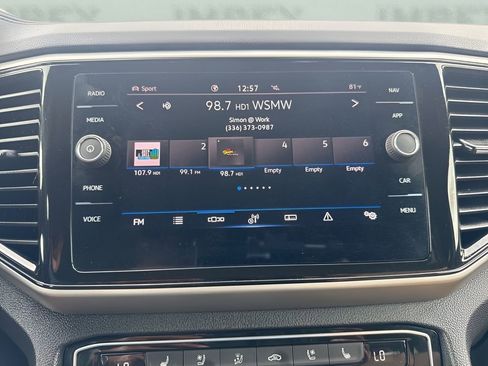 RADIO
MEDIA
PHONE
VOICE
Sport 12:57 81°F
98.7 HD1 WSMW
Simon @ Work
(336) 373-0987
2 4 5 6
107.9 HD1 99.1 FM 98.7 HD1 Empty Empty Empty
FM
NAV
APP
CAR
MENU
LO LO